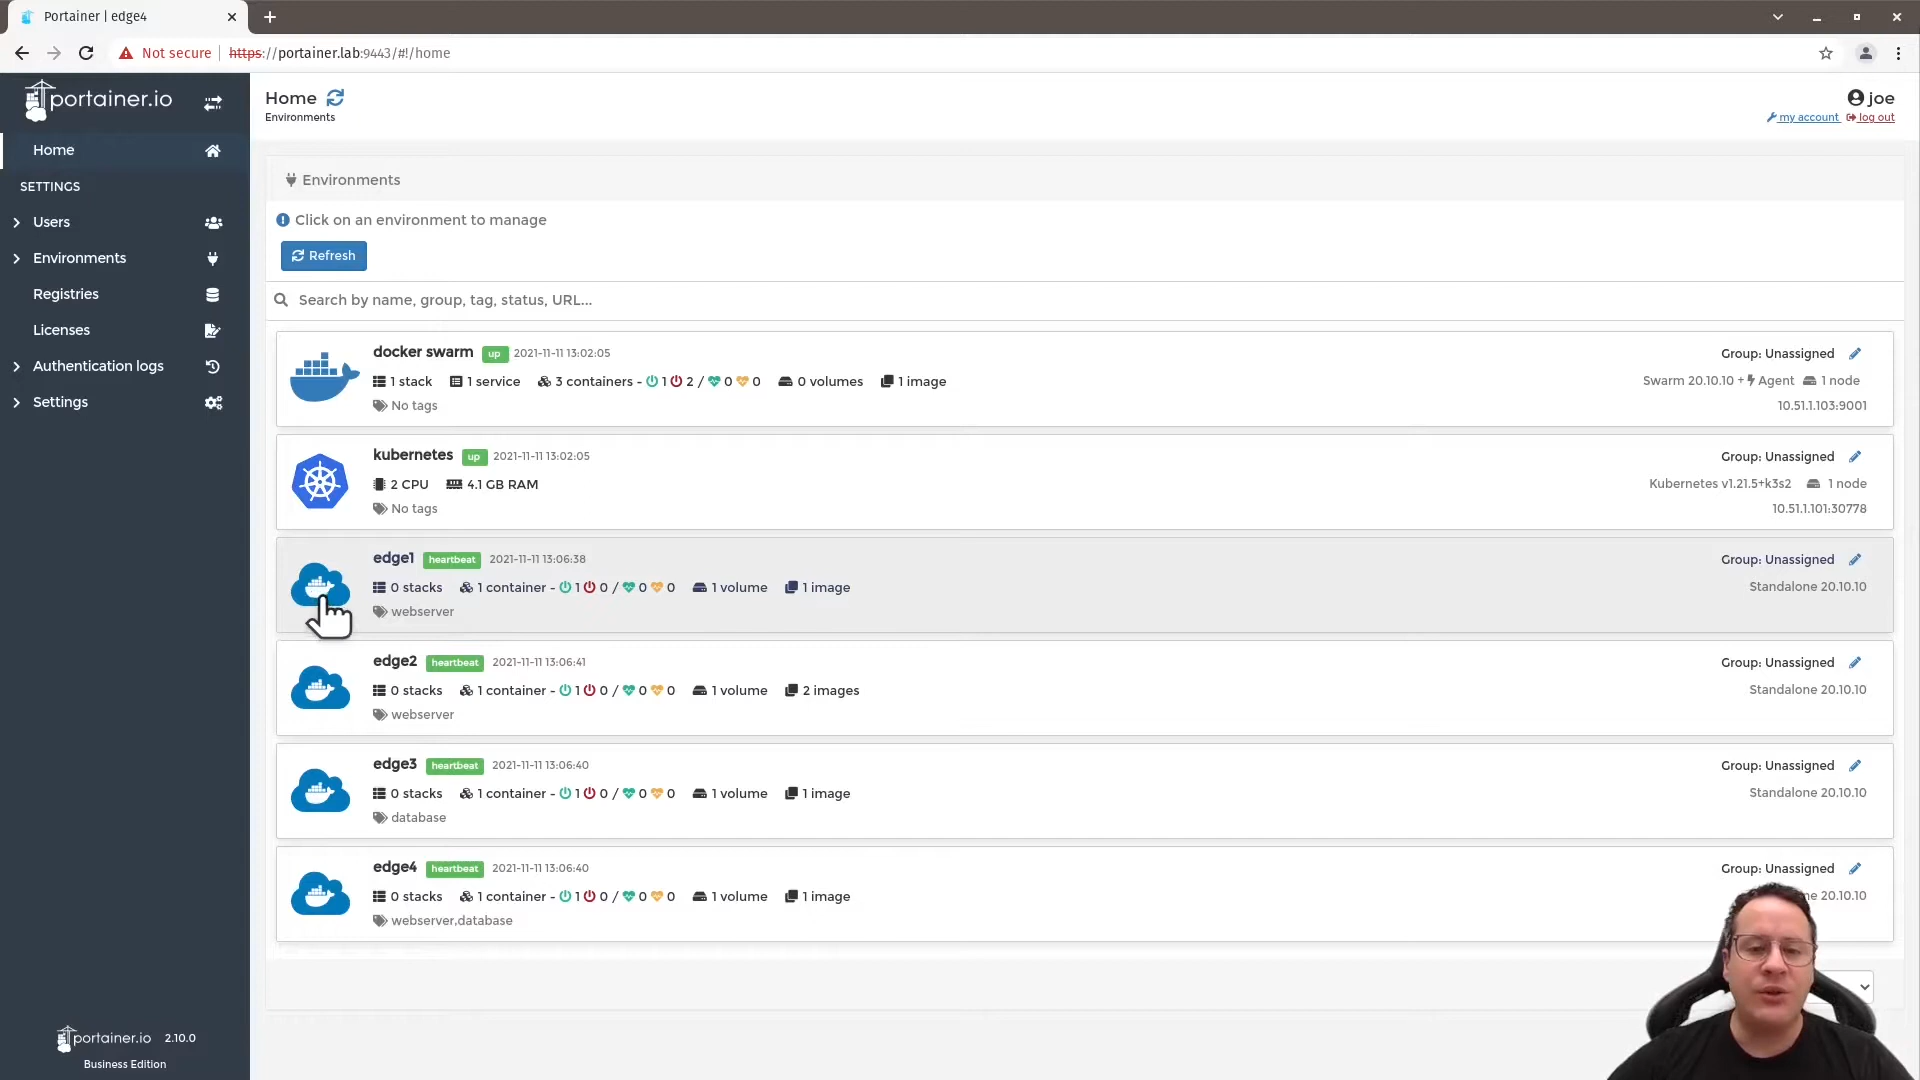 Portainer | edge4
Not secure https://portainer.lab:9443/#!/home
portainer.io
Home
SETTINGS
Users
Environments
Registries
Licenses
Authentication logs
Settings
portainer.io 2.10.0
Business Edition
Home
Environments
joe
my account log out
Environments
Click on an environment to manage
Refresh
Search by name, group, tag, status, URL...
docker swarm up 2021-11-11 13:02:05 Group: Unassigned
1 stack 1 service 3 containers - 1 2 / 0 0 0 volumes 1 image Swarm 20.10.10 + Agent 1 node
No tags 10.51.1.103:9001
kubernetes up 2021-11-11 13:02:05 Group: Unassigned
2 CPU 4.1 GB RAM Kubernetes v1.21.5+k3s2 1 node
No tags 10.51.1.101:30778
edge1 heartbeat 2021-11-11 13:06:38 Group: Unassigned
0 stacks 1 container - 1 0 / 0 0 1 volume 1 image Standalone 20.10.10
webserver
edge2 heartbeat 2021-11-11 13:06:41 Group: Unassigned
0 stacks 1 container - 1 0 / 0 0 1 volume 2 images Standalone 20.10.10
webserver
edge3 heartbeat 2021-11-11 13:06:40 Group: Unassigned
0 stacks 1 container - 1 0 / 0 0 1 volume 1 image Standalone 20.10.10
database
edge4 heartbeat 2021-11-11 13:06:40 Group: Unassigned
0 stacks 1 container - 1 0 / 0 0 1 volume 1 image 20.10.10
webserver,database